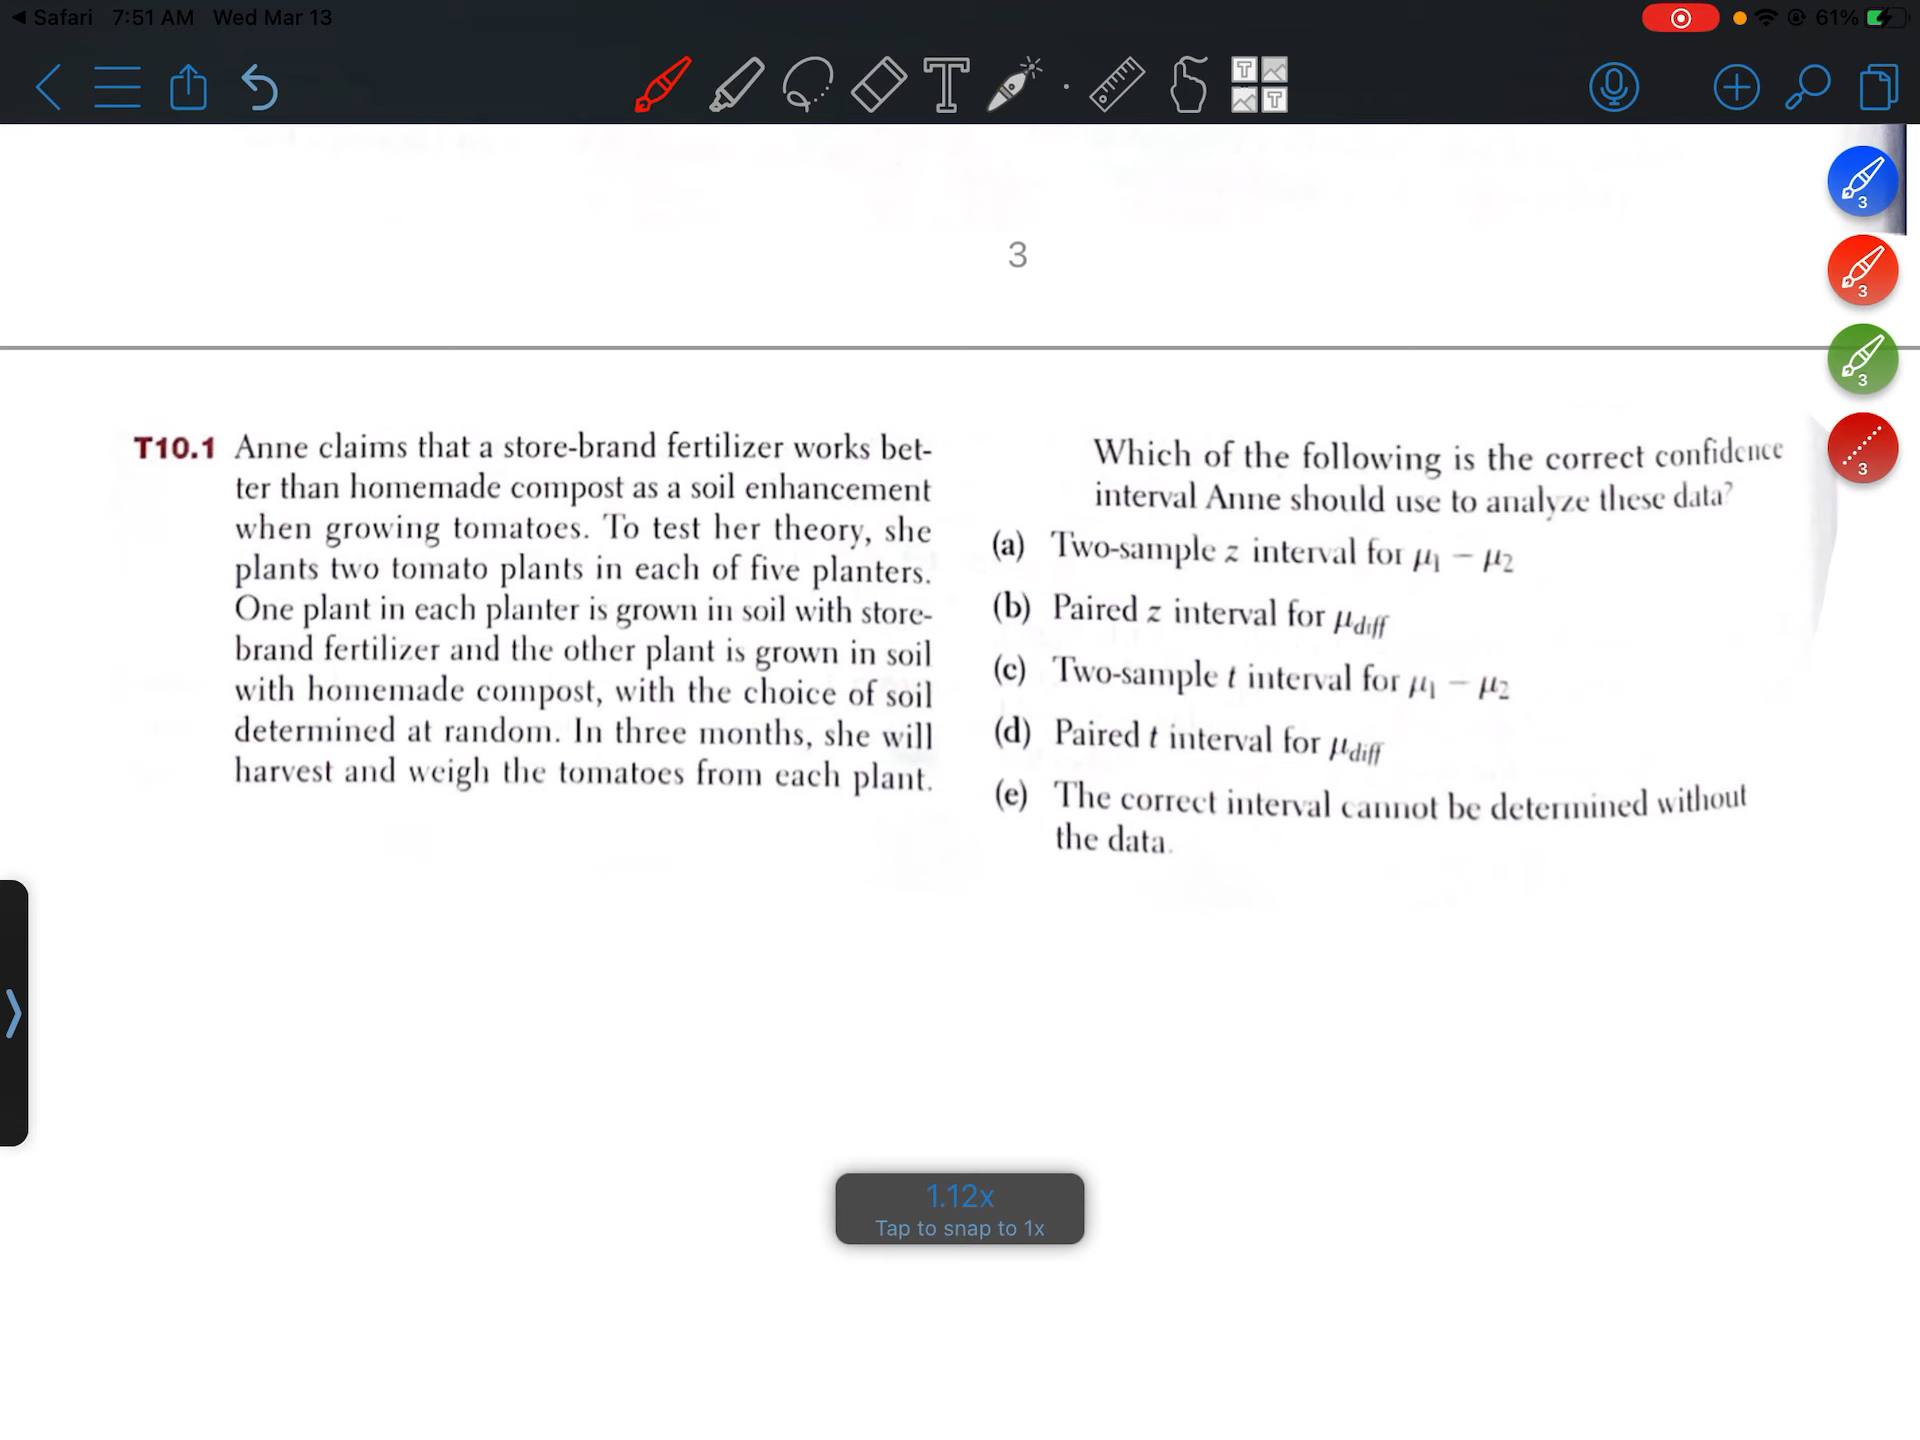 Safari 7:51 AM Wed Mar 13
61%
3
3
3
3
3
T10.1 Anne claims that a store-brand fertilizer works bet-
ter than homemade compost as a soil enhancement
when growing tomatoes. To test her theory, she
plants two tomato plants in each of five planters.
One plant in each planter is grown in soil with store-
brand fertilizer and the other plant is grown in soil
with homemade compost, with the choice of soil
determined at random. In three months, she will
harvest and weigh the tomatoes from each plant.
Which of the following is the correct confidence
interval Anne should use to analyze these data?
(a) Two-sample z interval for μ₁ − μ₂
(b) Paired z interval for μdiff
(c) Two-sample t interval for μ₁ − μ₂
(d) Paired t interval for μdiff
(e) The correct interval cannot be determined without
the data.
1.12x
Tap to snap to 1x